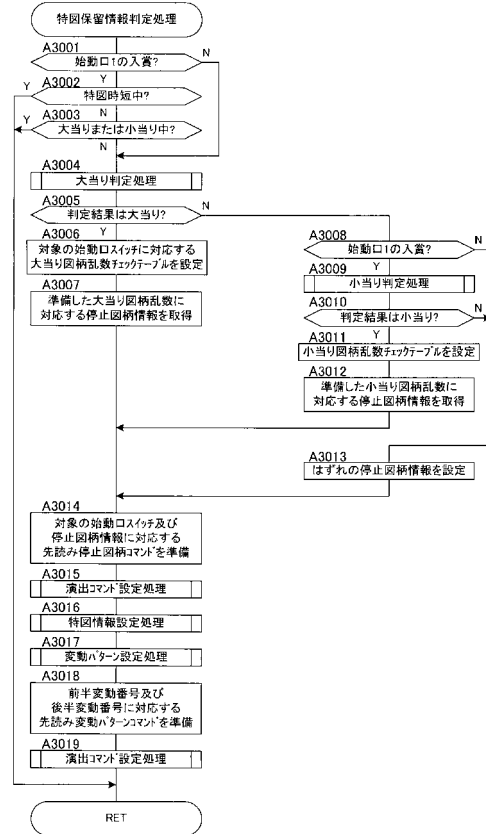 特図保留情報判定処理
A3001
始動口1の入賞?
N
A3002
Y
Y
特図時短中?
A3003
N
Y
大当りまたは小当り中?
N
A3004
大当り判定処理
A3005
判定結果は大当り?
N
A3006
Y
対象の始動口スイッチに対応する
大当り図柄乱数チェックテーブルを設定
A3007
準備した大当り図柄乱数に
対応する停止図柄情報を取得
A3008
始動口1の入賞?
N
A3009
Y
小当り判定処理
A3010
判定結果は小当り?
N
A3011
Y
小当り図柄乱数チェックテーブルを設定
A3012
準備した小当り図柄乱数に
対応する停止図柄情報を取得
A3013
はずれの停止図柄情報を設定
A3014
対象の始動口スイッチ及び
停止図柄情報に対応する
先読み停止図柄コマンドを準備
A3015
演出コマンド設定処理
A3016
特図情報設定処理
A3017
変動パターン設定処理
A3018
前半変動番号及び
後半変動番号に対応する
先読み変動パターンコマンドを準備
A3019
演出コマンド設定処理
RET